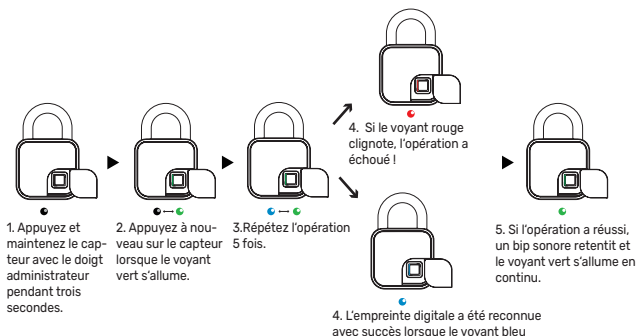 1. Appuyez et
maintenez le cap-
teur avec le doigt
administrateur
pendant trois
secondes.
2. Appuyez à nou-
veau sur le capteur
lorsque le voyant
vert s'allume.
3.Répétez l'opération
5 fois.
4. Si le voyant rouge
clignote, l'opération a
échoué !
4. L'empreinte digitale a été reconnue
avec succès lorsque le voyant bleu
5. Si l'opération a réussi,
un bip sonore retentit et
le voyant vert s'allume en
continu.